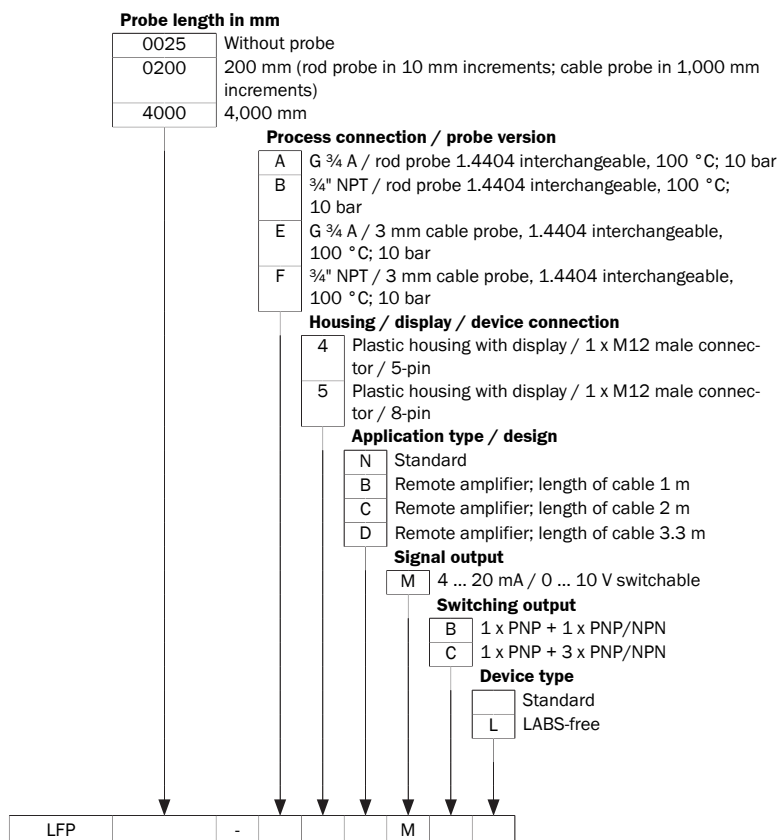 Probe length in mm
0025 Without probe
0200 200 mm (rod probe in 10 mm increments; cable probe in 1,000 mm
increments)
4000 4,000 mm
Process connection / probe version
A G ¾ A / rod probe 1.4404 interchangeable, 100 °C; 10 bar
B ¾" NPT / rod probe 1.4404 interchangeable, 100 °C;
10 bar
E G ¾ A / 3 mm cable probe, 1.4404 interchangeable,
100 °C; 10 bar
F ¾" NPT / 3 mm cable probe, 1.4404 interchangeable,
100 °C; 10 bar
Housing / display / device connection
4 Plastic housing with display / 1 x M12 male connec-
tor / 5-pin
5 Plastic housing with display / 1 x M12 male connec-
tor / 8-pin
Application type / design
N Standard
B Remote amplifier; length of cable 1 m
C Remote amplifier; length of cable 2 m
D Remote amplifier; length of cable 3.3 m
Signal output
M 4 ... 20 mA / 0 ... 10 V switchable
Switching output
B 1 x PNP + 1 x PNP/NPN
C 1 x PNP + 3 x PNP/NPN
Device type
Standard
L LABS-free
LFP - M